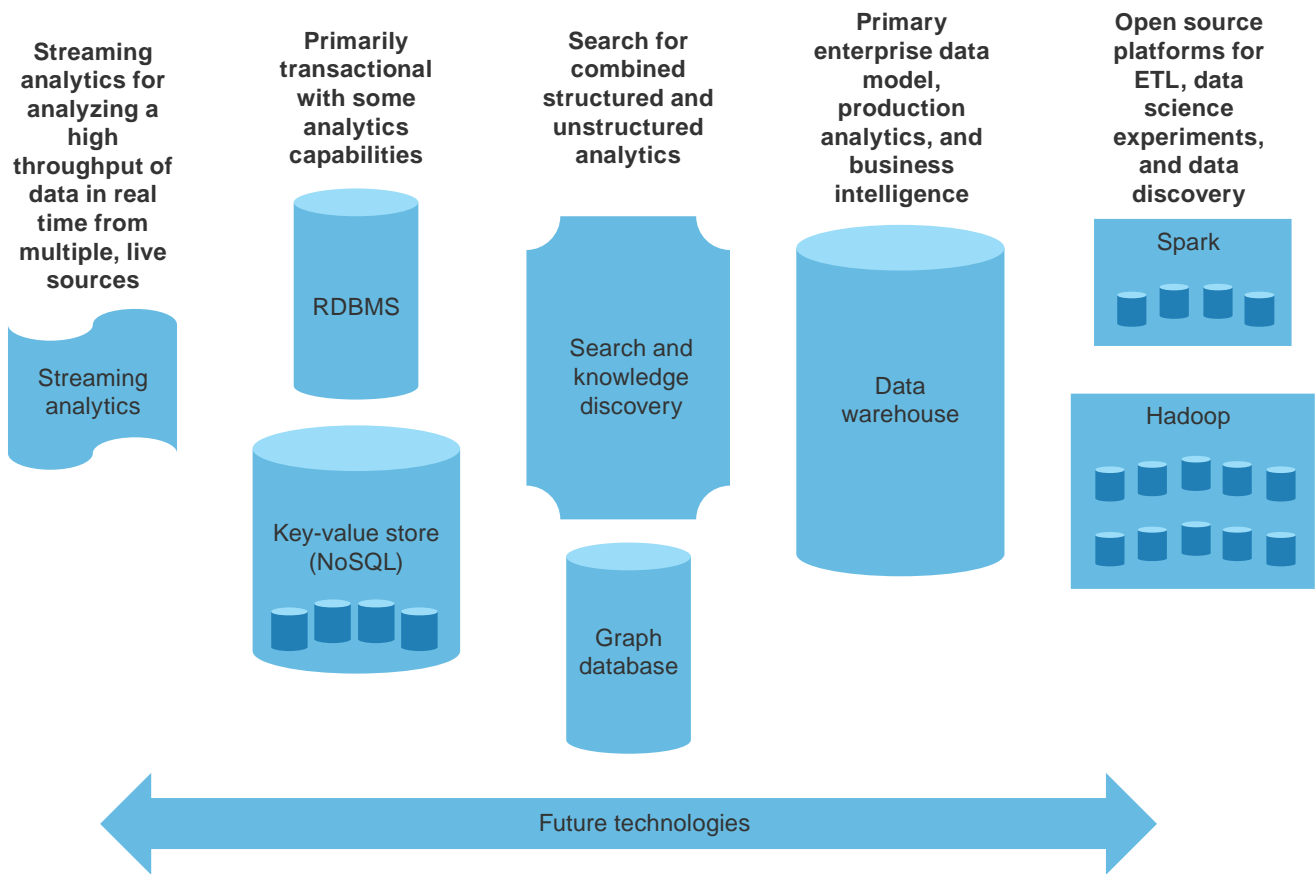 Streaming
analytics for
analyzing a
high
throughput of
data in real
time from
multiple, live
sources
Streaming
analytics
Primarily
transactional
with some
analytics
capabilities
RDBMS
Key-value store
(NoSQL)
Search for
combined
structured and
unstructured
analytics
Search and
knowledge
discovery
Graph
database
Primary
enterprise data
model,
production
analytics, and
business
intelligence
Data
warehouse
Open source
platforms for
ETL, data
science
experiments,
and data
discovery
Spark
Hadoop
Future technologies